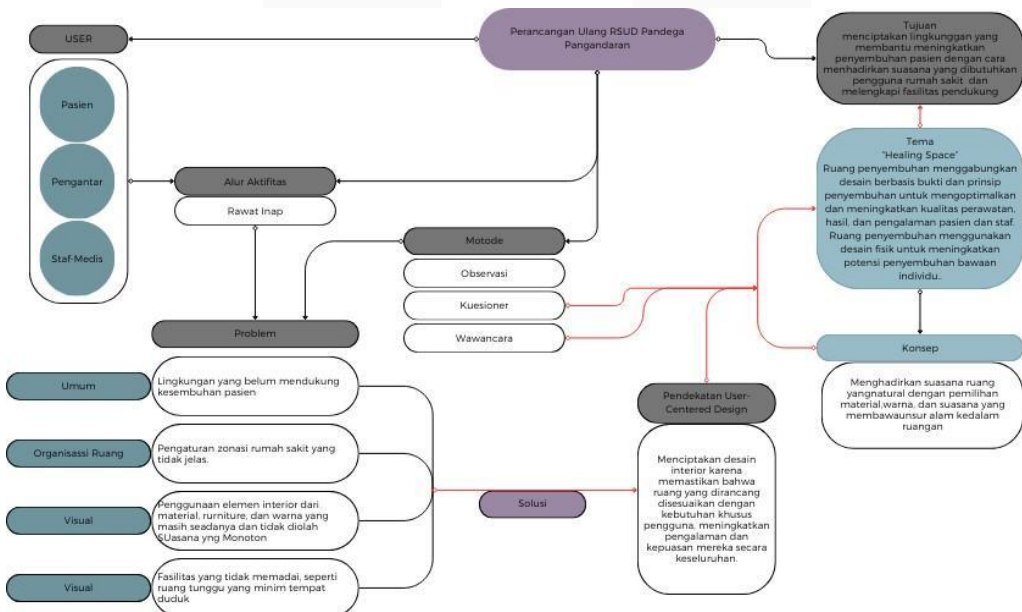 Perancangan Ulang RSUD Pandega
Pangandaran
USER
Pasien
Pengantar
Staf-Medis
Tujuan
menciptakan lingkunggan yang
membantu meningkatkan
penyembuhan pasien dengan cara
menhadirkan suasana yang dibutuhkan
pengguna rumah sakit dan
melengkapi fasilitas pendukung
Tema
"Healing Space"
Ruang penyembuhan menggabungkan
desain berbasis bukti dan prinsip
penyembuhan untuk mengoptimalkan
dan meningkatkan kualitas perawatan,
hasil, dan pengalaman pasien dan staf.
Ruang penyembuhan menggunakan
desain fisik untuk meningkatkan
potensi penyembuhan bawaan
individu..
Alur Aktifitas
Rawat Inap
Motode
Observasi
Kuesioner
Wawancara
Konsep
Menghadirkan suasana ruang
yangnatural dengan pemilihan
material,warna, dan suasana yang
membawaunsur alam kedalam
ruangan
Problem
Umum
Lingkungan yang belum mendukung
kesembuhan pasien
Organisassi Ruang
Pengaturan zonasi rumah sakit yang
tidak jelas.
Visual
Penggunaan elemen interior dari
material, rurniture, dan warna yang
masih seadanya dan tidak diolah
SUasana yng Monoton
Visual
Fasilitas yang tidak memadai, seperti
ruang tunggu yang minim tempat
duduk
Solusi
Pendekatan User-
Centered Design
Menciptakan desain
interior karena
memastikan bahwa
ruang yang dirancang
disesuaikan dengan
kebutuhan khusus
pengguna, meningkatkan
pengalaman dan
kepuasan mereka secara
keseluruhan.